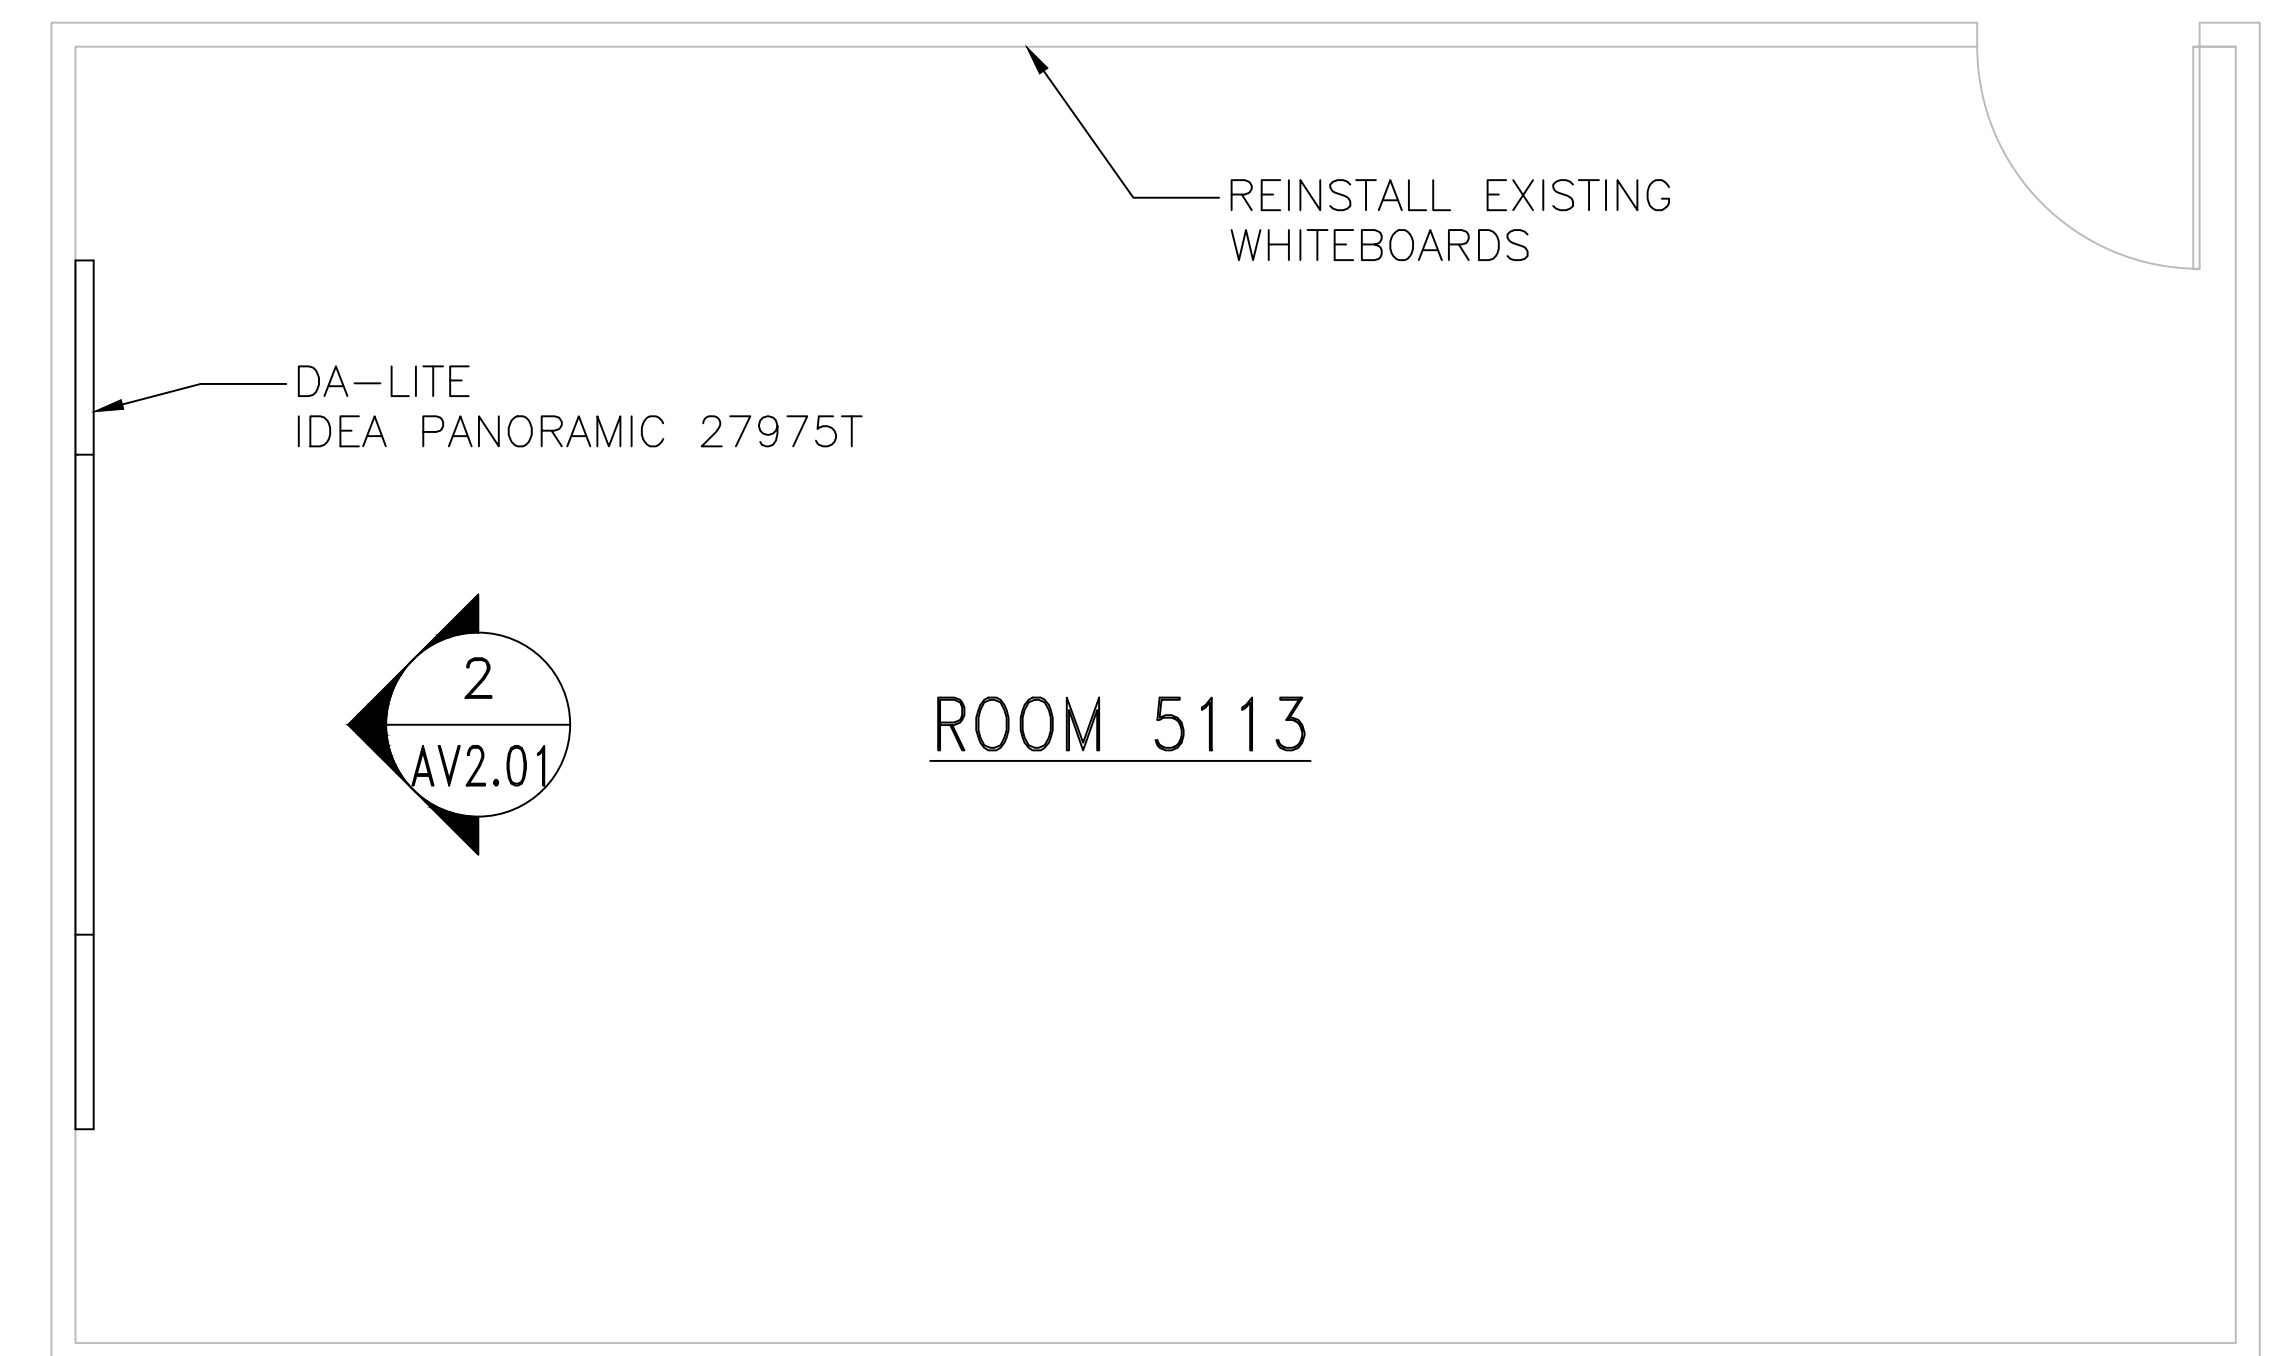 REINSTALL EXISTING
WHITEBOARDS
DA-LITE
IDEA PANORAMIC 27975T
2
AV2.01
ROOM 5113